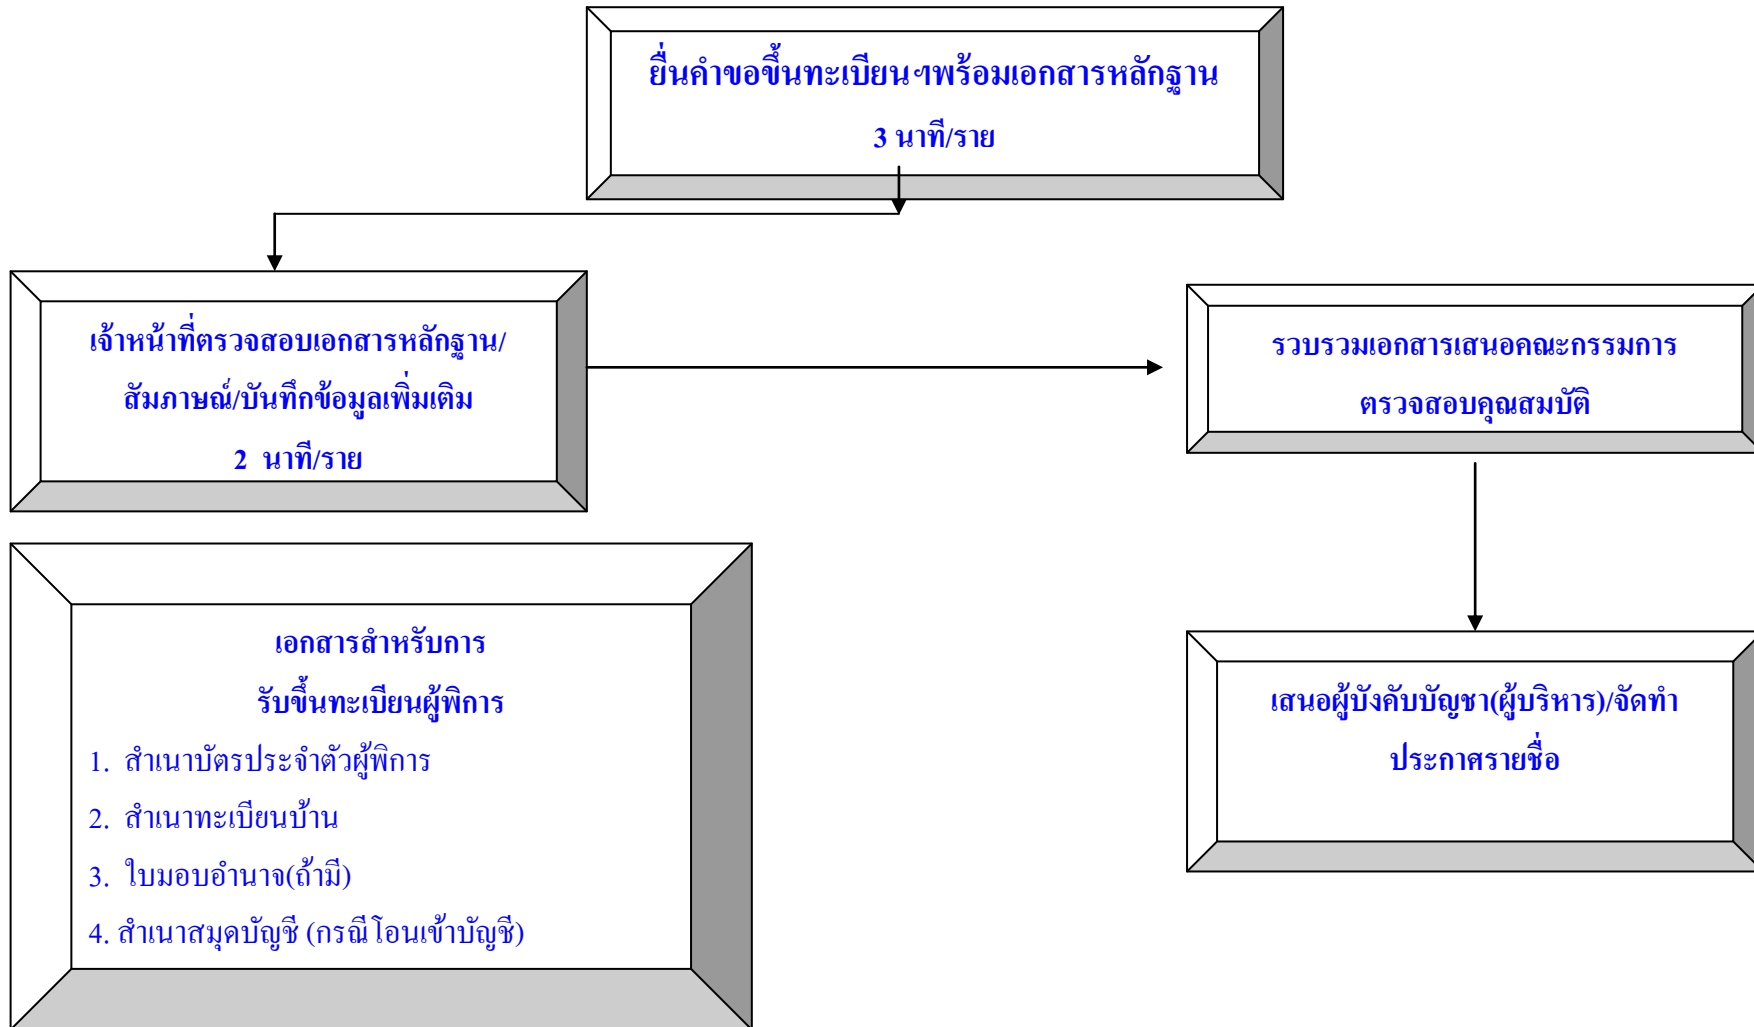 ยื่นคำขอขึ้นทะเบียนฯพร้อมเอกสารหลักฐาน
3 นาที/ราย
เจ้าหน้าที่ตรวจสอบเอกสารหลักฐาน/
สัมภาษณ์/บันทึกข้อมูลเพิ่มเติม
2 นาที/ราย
รวบรวมเอกสารเสนอคณะกรรมการ
ตรวจสอบคุณสมบัติ
เอกสารสำหรับการ
รับขึ้นทะเบียนผู้พิการ
1. สำเนาบัตรประจำตัวผู้พิการ
2. สำเนาทะเบียนบ้าน
3. ใบมอบอำนาจ(ถ้ามี)
4. สำเนาสมุดบัญชี (กรณีโอนเข้าบัญชี)
เสนอผู้บังคับบัญชา(ผู้บริหาร)/จัดทำ
ประกาศรายชื่อ